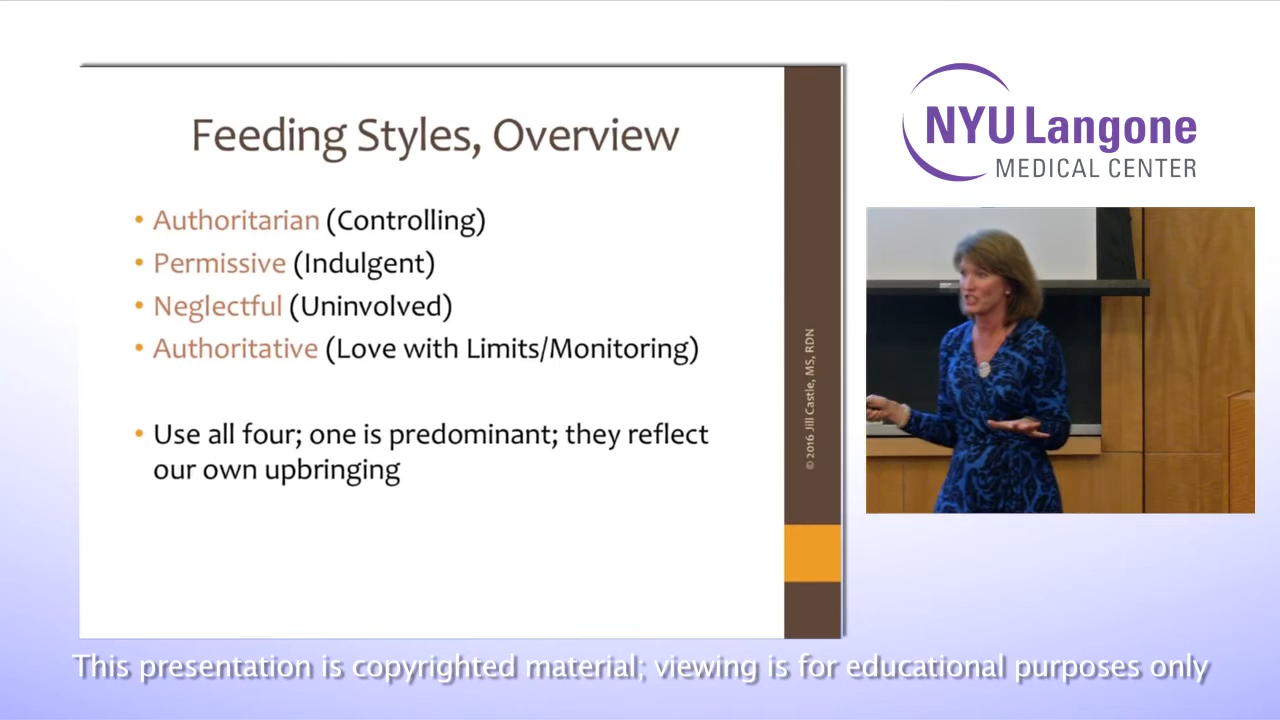 Feeding Styles, Overview
• Authoritarian (Controlling)
• Permissive (Indulgent)
• Neglectful (Uninvolved)
• Authoritative (Love with Limits/Monitoring)
• Use all four; one is predominant; they reflect
our own upbringing
© 2016 Jill Castle, MS, RDN
NYU Langone
MEDICAL CENTER
This presentation is copyrighted material; viewing is for educational purposes only